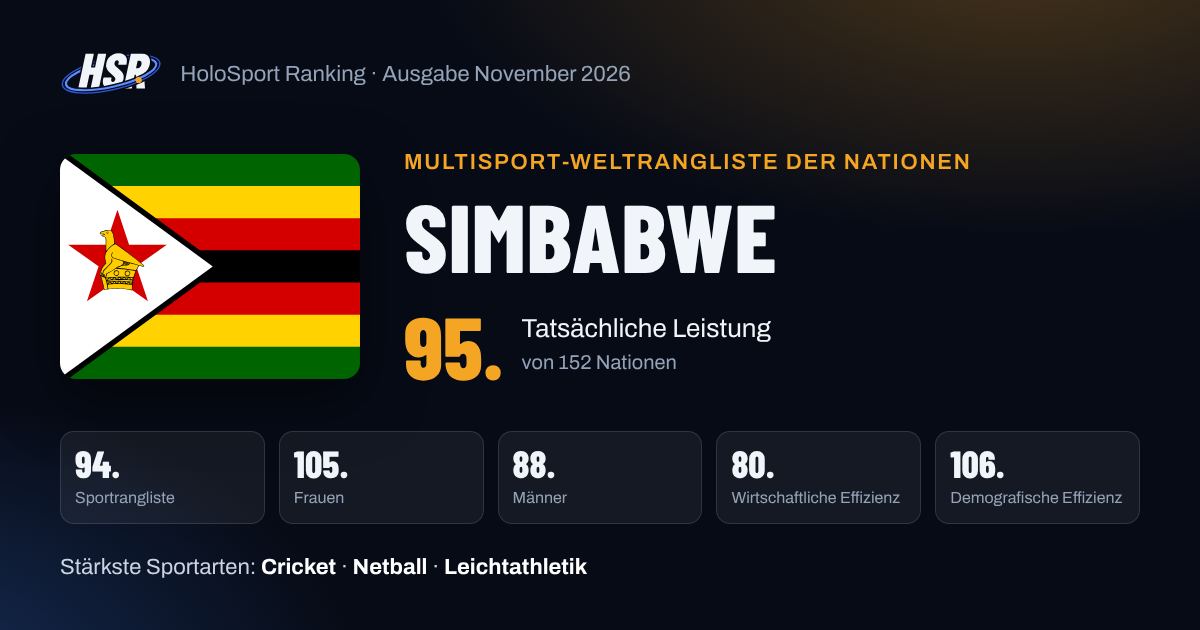 HSR HoloSport Ranking · Ausgabe November 2026
MULTISPORT-WELTRANGLISTE DER NATIONEN
SIMBABWE
95. Tatsächliche Leistung
von 152 Nationen
94.
Sportrangliste
105.
Frauen
88.
Männer
80.
Wirtschaftliche Effizienz
106.
Demografische Effizienz
Stärkste Sportarten: Cricket · Netball · Leichtathletik